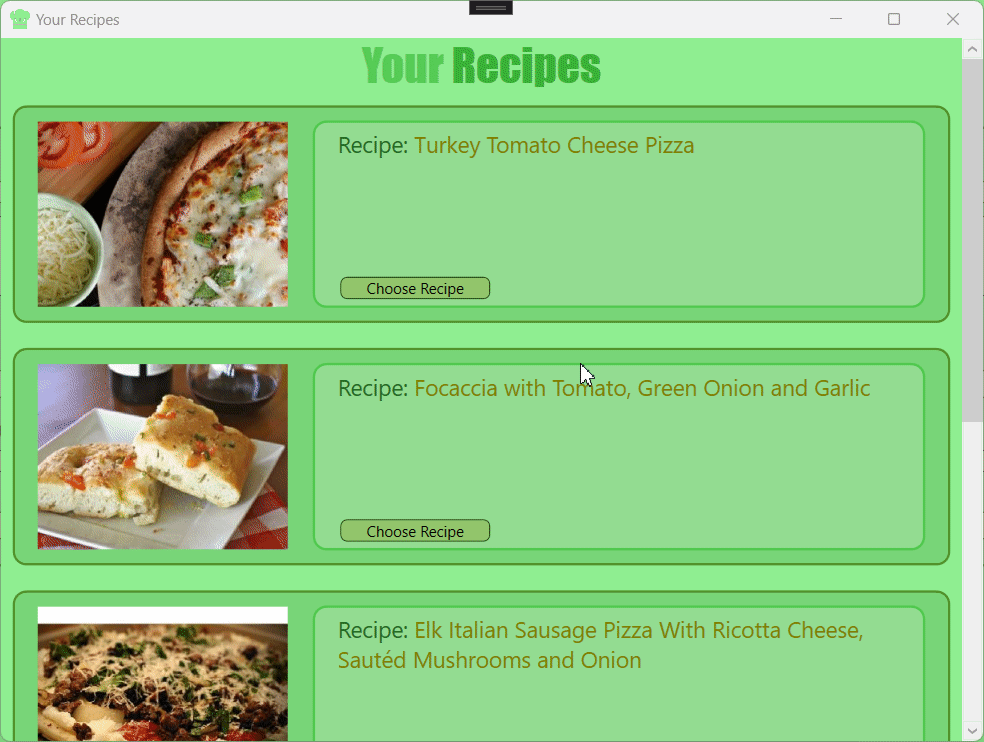 Your Recipes
Your Recipes
Recipe: Turkey Tomato Cheese Pizza
Choose Recipe
Recipe: Focaccia with Tomato, Green Onion and Garlic
Choose Recipe
Recipe: Elk Italian Sausage Pizza With Ricotta Cheese,
Sautéd Mushrooms and Onion